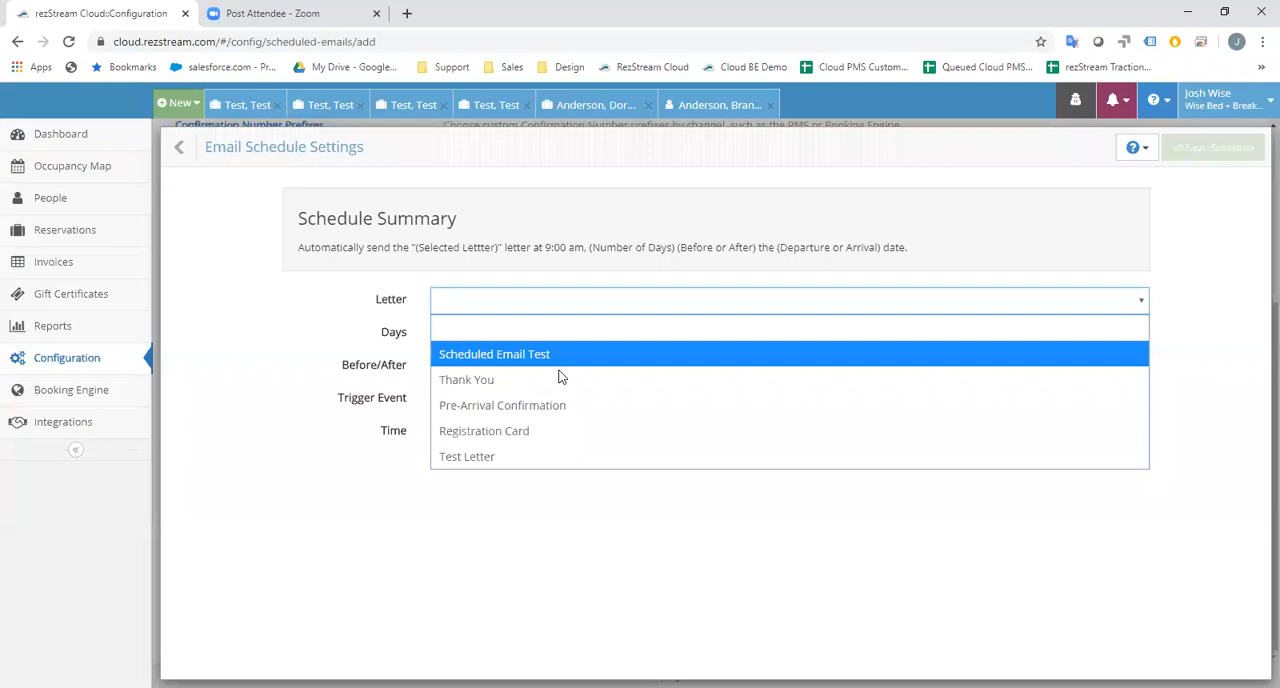 rezStream Cloud::Configuration
Post Attendee - Zoom
cloud.rezstream.com/#/config/scheduled-emails/add
J
Apps
Bookmarks
salesforce.com - Pr...
My Drive - Google...
Support
Sales
Design
RezStream Cloud
Cloud BE Demo
Cloud PMS Custom...
Queued Cloud PMS...
rezStream Traction...
»
New
Test, Test
Test, Test
Test, Test
Test, Test
Anderson, Dor...
Anderson, Bran...
Josh Wise
Wise Bed + Break...
Dashboard
Occupancy Map
People
Reservations
Invoices
Gift Certificates
Reports
Configuration
Booking Engine
Integrations
Confirmation Number Prefixes
Choose custom Confirmation Number prefixes by channel, such as the PMS or Booking Engine.
Email Schedule Settings
Schedule Summary
Automatically send the "(Selected Lettter)" letter at 9:00 am, (Number of Days) (Before or After) the (Departure or Arrival) date.
Letter
Days
Before/After
Trigger Event
Time
Scheduled Email Test
Thank You
Pre-Arrival Confirmation
Registration Card
Test Letter